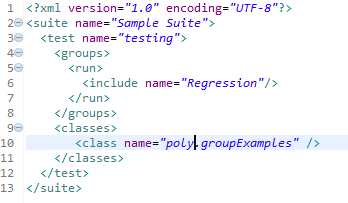 1 <?xml version="1.0" encoding="UTF-8"?>
2 <suite name="Sample Suite">
3 <test name="testing">
4 <groups>
5 <run>
6 <include name="Regression"/>
7 </run>
8 </groups>
9 <classes>
10 <class name="poly.groupExamples" />
11 </classes>
12 </test>
13 </suite>